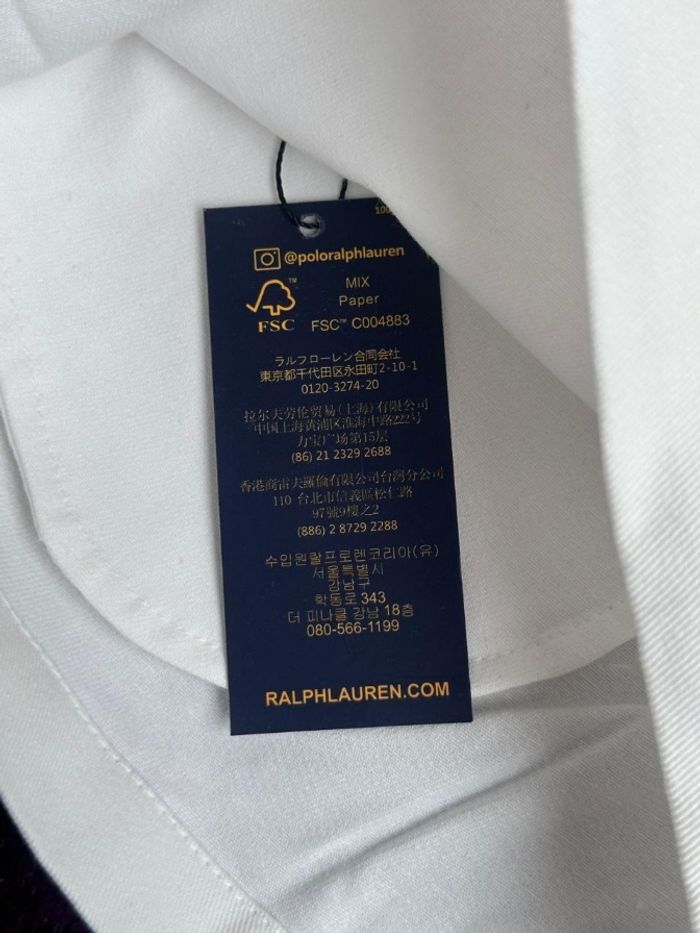 100
@poloralphlauren
TM
MIX
Paper
FSC
FSC™ C004883
ラルフローレン合同会社
東京都千代田区永田町2-10-1
0120-3274-20
拉尔夫劳伦贸易(上海)有限公司
中国上海黄浦区淮海中路222号
力宝广场第15层
(86) 21 2329 2688
香港商雷夫羅倫有限公司台灣分公司
110 台北市信義區松仁路
97號9樓之2
(886) 2 8729 2288
수입원랄프로렌코리아(유)
서울특별시
강남구
학동로 343
더 피나클 강남 18층
080-566-1199
RALPHLAUREN.COM